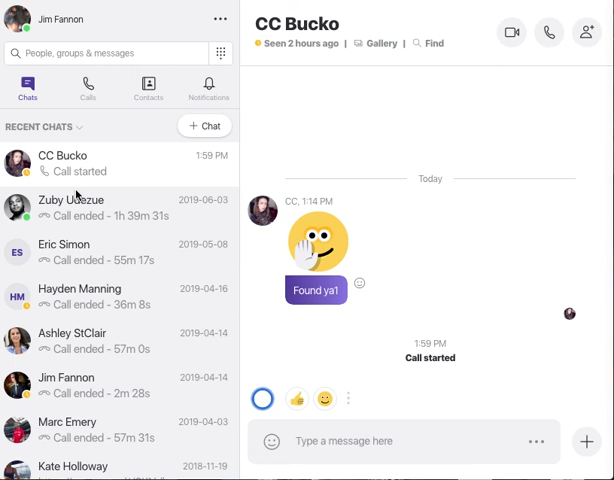 Jim Fannon
People, groups & messages
Chats
Calls
Contacts
Notifications
RECENT CHATS
+ Chat
CC Bucko
1:59 PM
Call started
Zuby Udezue
2019-06-03
Call ended - 1h 39m 31s
ES
Eric Simon
2019-05-08
Call ended - 55m 17s
HM
Hayden Manning
2019-04-16
Call ended - 36m 8s
Ashley StClair
2019-04-14
Call ended - 57m 0s
Jim Fannon
2019-04-14
Call ended - 2m 28s
Marc Emery
2019-04-03
Call ended - 57m 31s
Kate Holloway
2018-11-19
CC Bucko
Seen 2 hours ago | Gallery | Find
Today
CC, 1:14 PM
Found ya1
1:59 PM
Call started
Type a message here